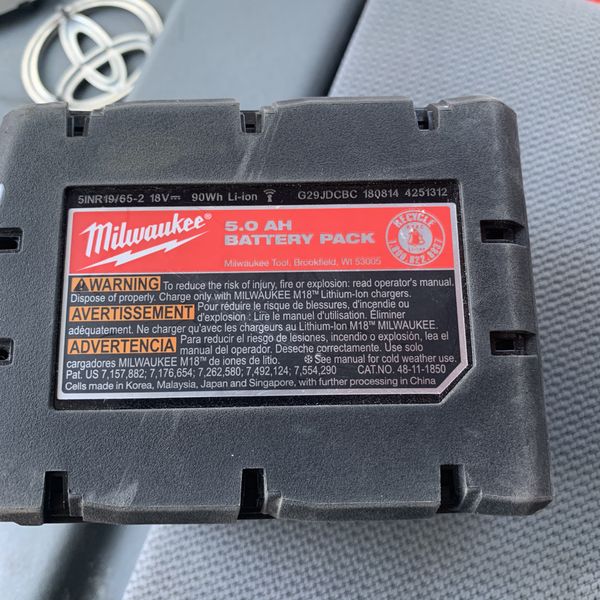 5INR19/65-2 18V⎓ 90Wh Li-ion G29JDCBC 180814 4251312
Milwaukee®
5.0 AH
BATTERY PACK
Milwaukee Tool, Brookfield, WI 53005
RECYCLE
1.800.822.8837
WARNING To reduce the risk of injury, fire or explosion: read operator's manual.
Dispose of properly. Charge only with MILWAUKEE M18™ Lithium-Ion chargers.
AVERTISSEMENT Pour réduire le risque de blessures, d'incendie ou
d'explosion : Lire le manuel d'utilisation. Éliminer
adéquatement. Ne charger qu'avec les chargeurs au Lithium-Ion M18™ MILWAUKEE.
ADVERTENCIA Para reducir el riesgo de lesiones, incendio o explosión, lea el
manual del operador. Deseche correctamente. Use solo
cargadores MILWAUKEE M18™ de iones de litio. ❄See manual for cold weather use.
Pat. US 7,157,882; 7,176,654; 7,262,580; 7,492,124; 7,554,290 CAT.NO. 48-11-1850
Cells made in Korea, Malaysia, Japan and Singapore, with further processing in China